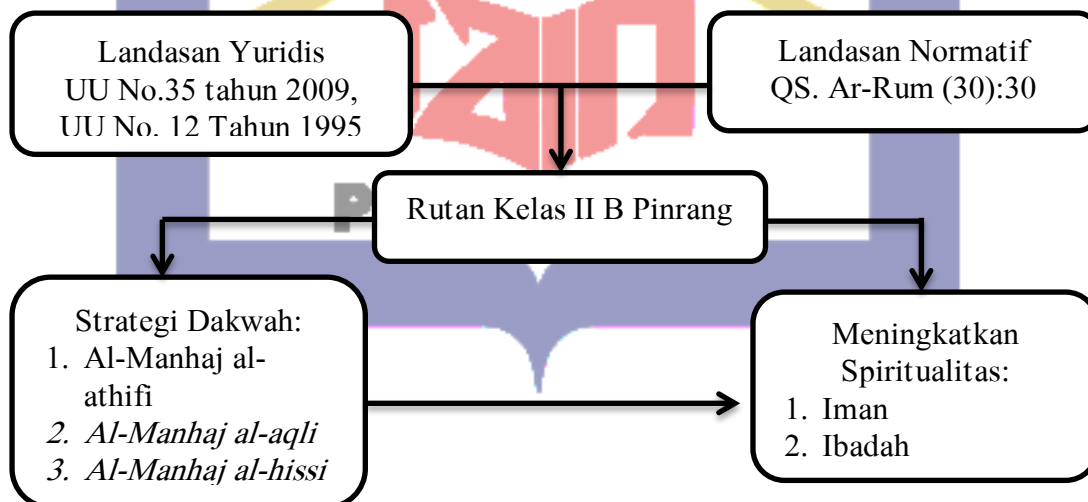 Landasan Yuridis
UU No.35 tahun 2009,
UU No. 12 Tahun 1995
Landasan Normatif
QS. Ar-Rum (30):30
Rutan Kelas II B Pinrang
Strategi Dakwah:
1. Al-Manhaj al-
athifi
2. Al-Manhaj al-aqli
3. Al-Manhaj al-hissi
Meningkatkan
Spiritualitas:
1. Iman
2. Ibadah